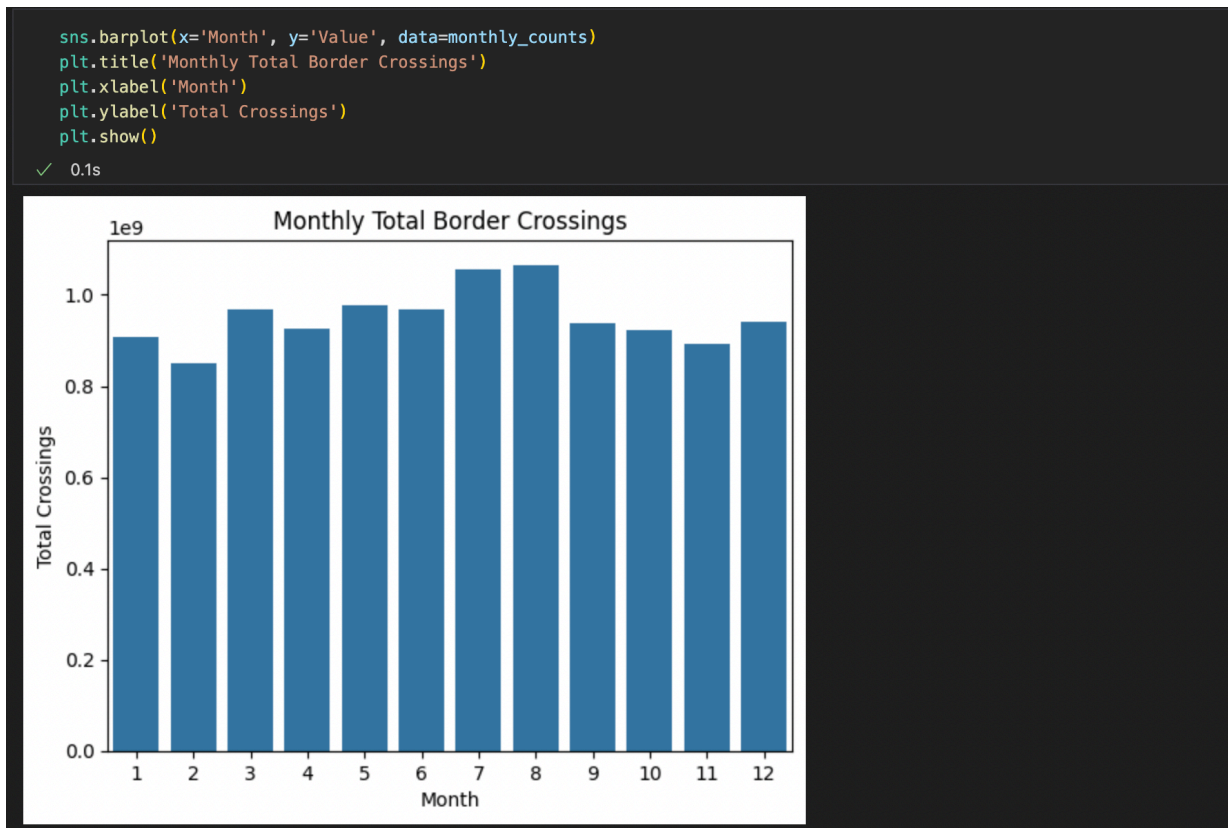 sns.barplot(x='Month', y='Value', data=monthly_counts)
plt.title('Monthly Total Border Crossings')
plt.xlabel('Month')
plt.ylabel('Total Crossings')
plt.show()
0.1s
Monthly Total Border Crossings
1e9
1.0
0.8
0.6
0.4
0.2
0.0
Total Crossings
1 2 3 4 5 6 7 8 9 10 11 12
Month